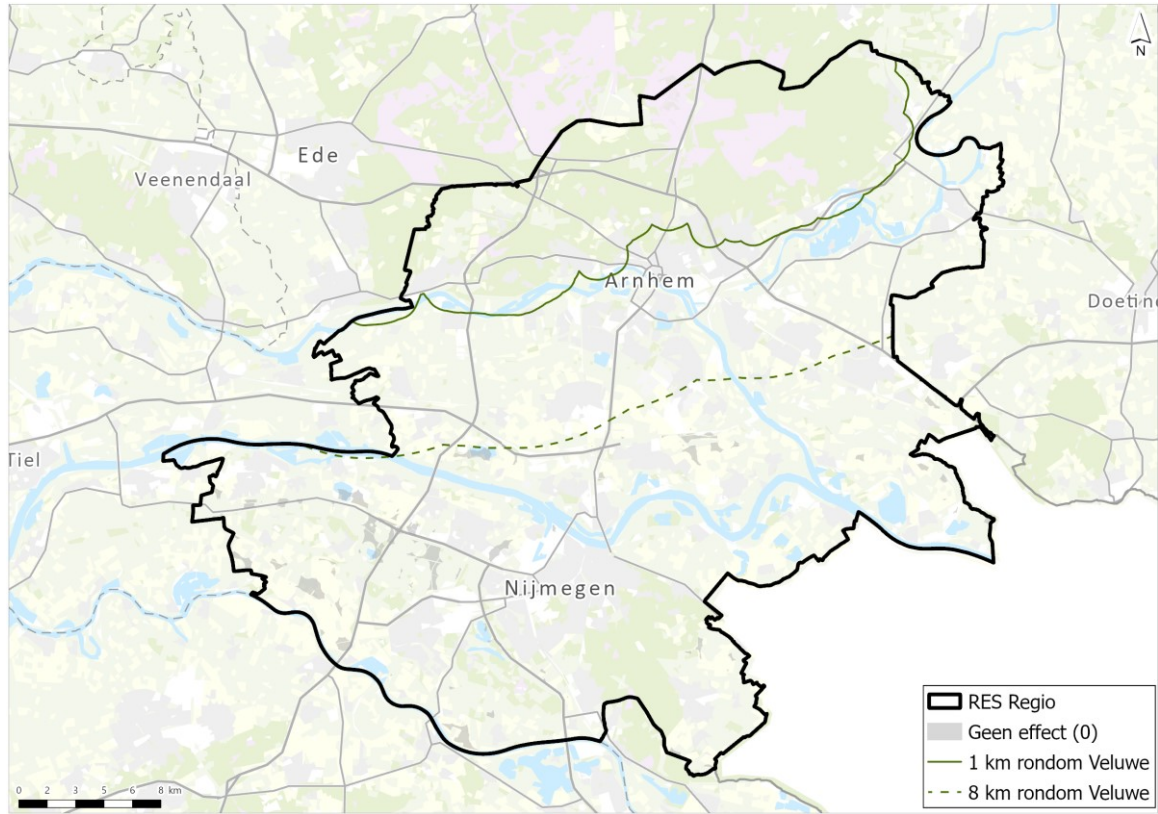 N
Ede
Veenendaal
Arnhem
Doetinc
Tiel
Nijmegen
RES Regio
Geen effect (0)
1 km rondom Veluwe
8 km rondom Veluwe
0 2 3 5 6 8 km